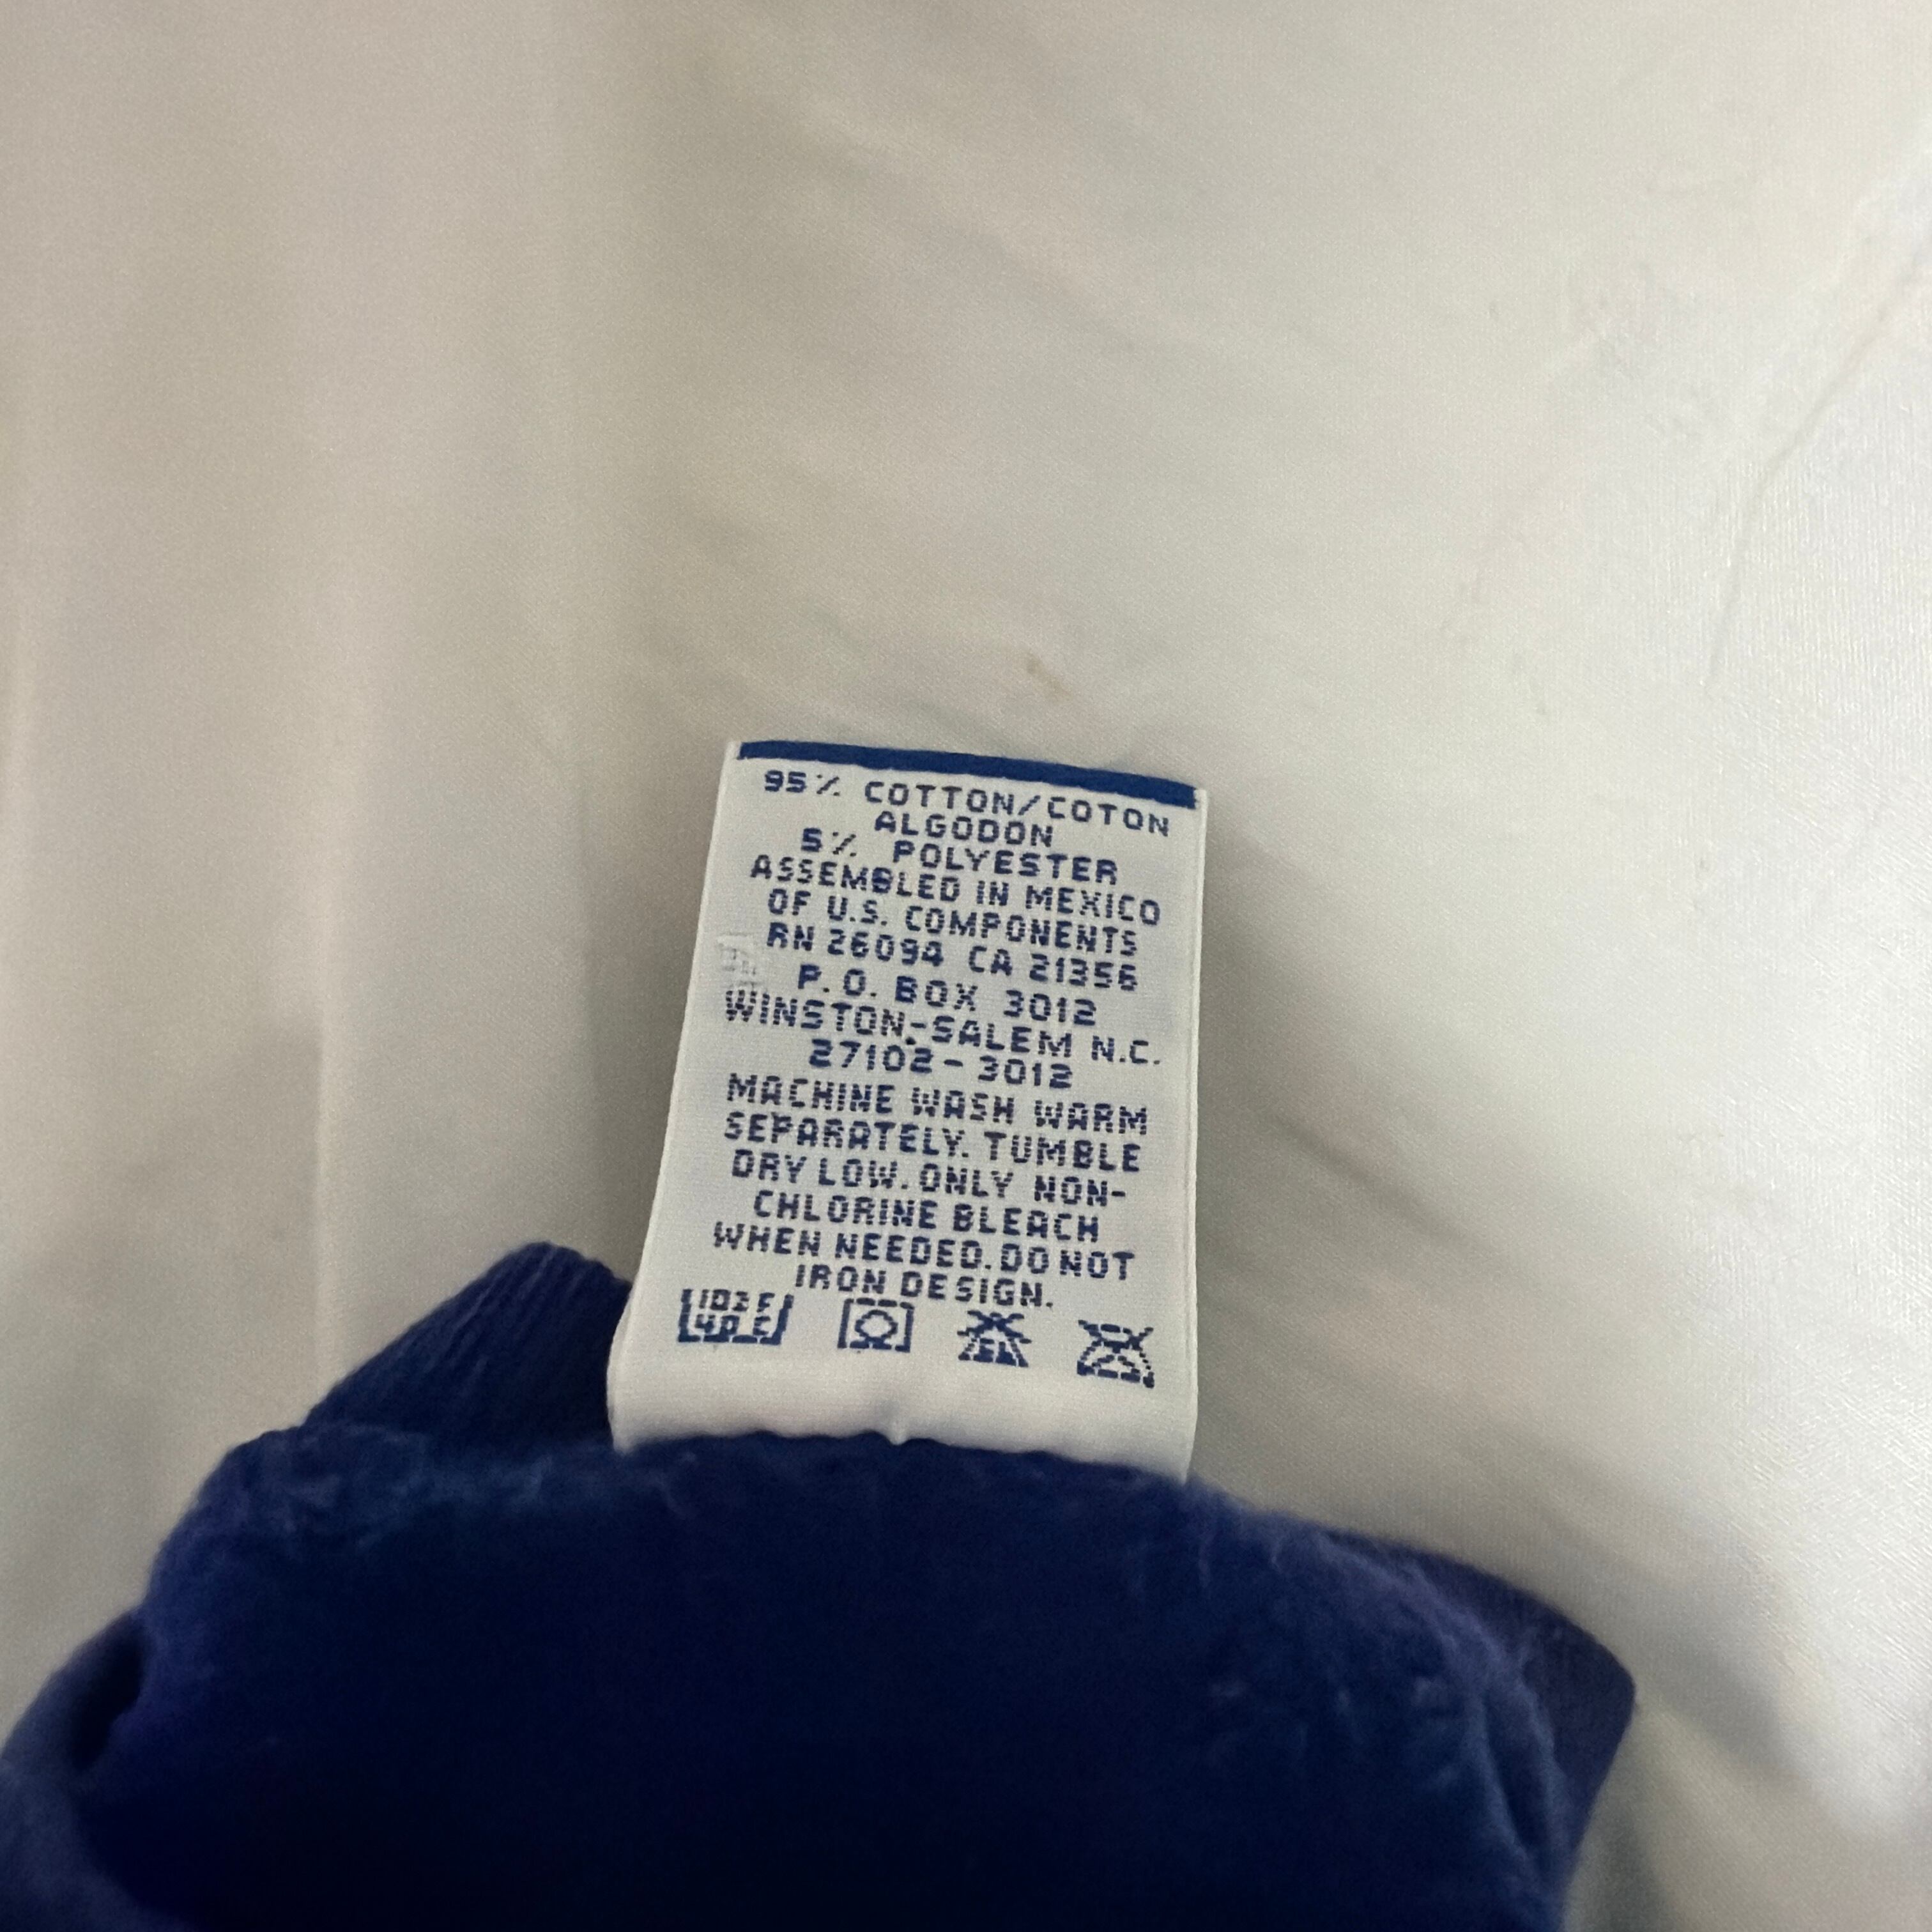 95% COTTON/COTON
ALGODON
5% POLYESTER
ASSEMBLED IN MEXICO
OF U.S. COMPONENTS
RN 26094 CA 21356
P.O. BOX 3012
WINSTON-SALEM N.C.
27102-3012
MACHINE WASH WARM
SEPARATELY. TUMBLE
DRY LOW. ONLY NON-
CHLORINE BLEACH
WHEN NEEDED. DO NOT
IRON DESIGN.